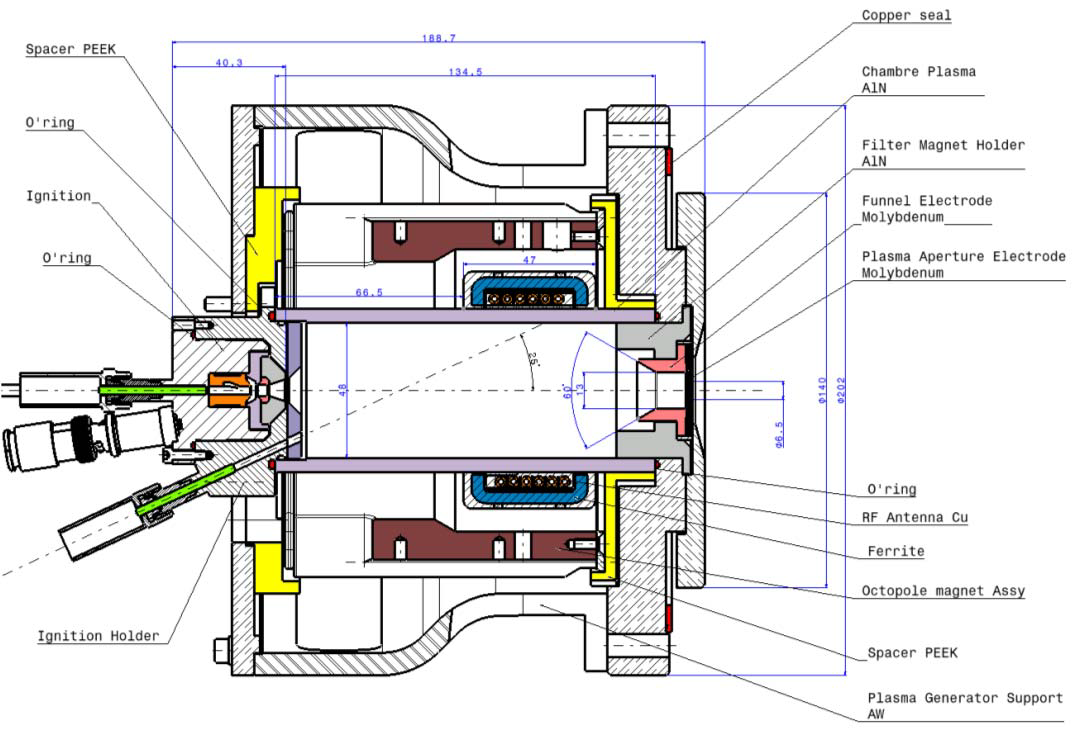 Copper seal
188.7
Spacer PEEK
40.3
134.5
Chambre Plasma
AlN
O'ring
Filter Magnet Holder
AlN
Ignition
Funnel Electrode
Molybdenum
O'ring
47
Plasma Aperture Electrode
Molybdenum
66.5
25°
48
60°
13
Φ6.5
Φ140
Φ202
O'ring
RF Antenna Cu
Ferrite
Octopole magnet Assy
Ignition Holder
Spacer PEEK
Plasma Generator Support
AW